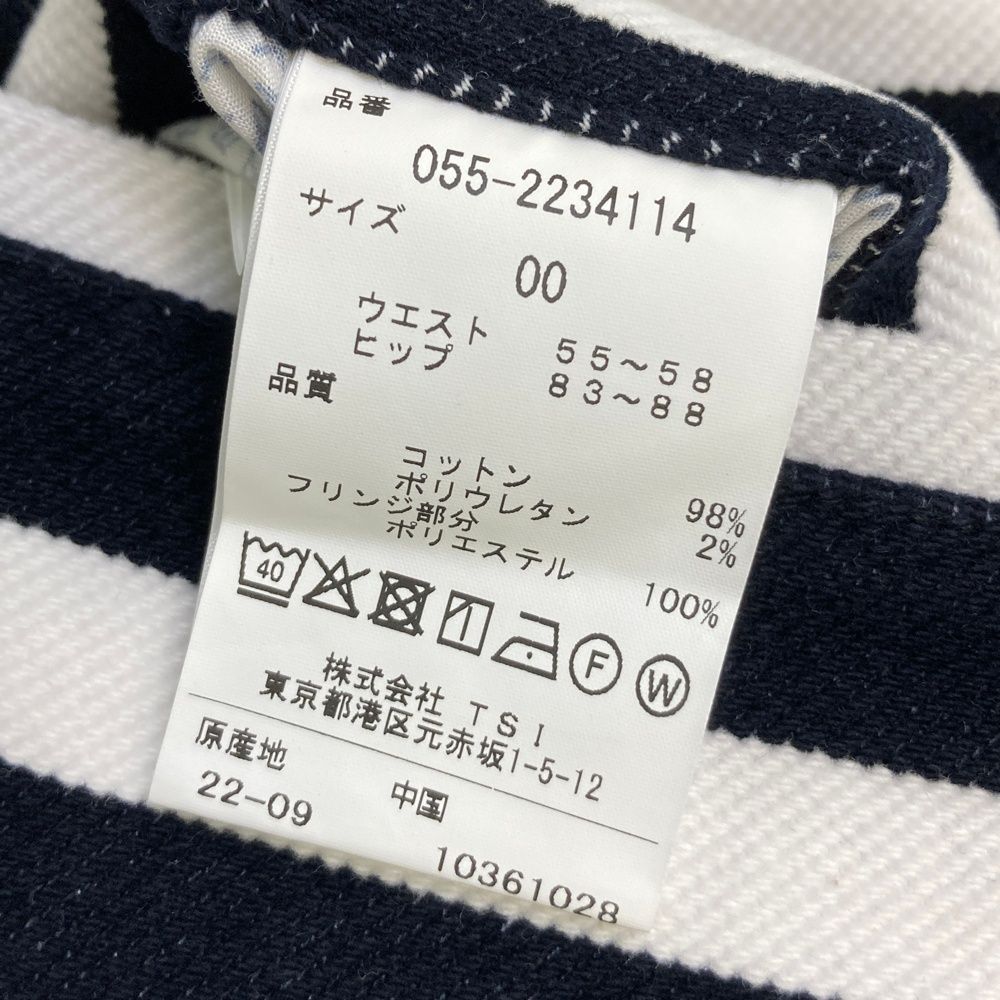 品番
055-2234114
サイズ
00
ウエスト 55～58
ヒップ 83～88
品質
コットン 98%
ポリウレタン 2%
フリンジ部分
ポリエステル 100%
40
F W
株式会社 TSI
東京都港区元赤坂1-5-12
原産地
22-09 中国
10361028